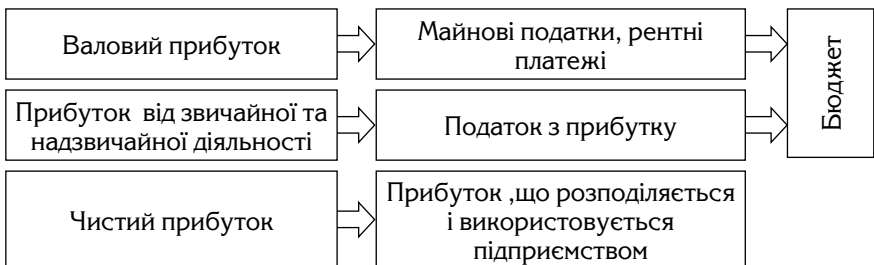 Валовий прибуток
Майнові податки, рентні
платежі
Бюджет
Прибуток від звичайної та
надзвичайної діяльності
Податок з прибутку
Чистий прибуток
Прибуток ,що розподіляється
і використовується
підприємством